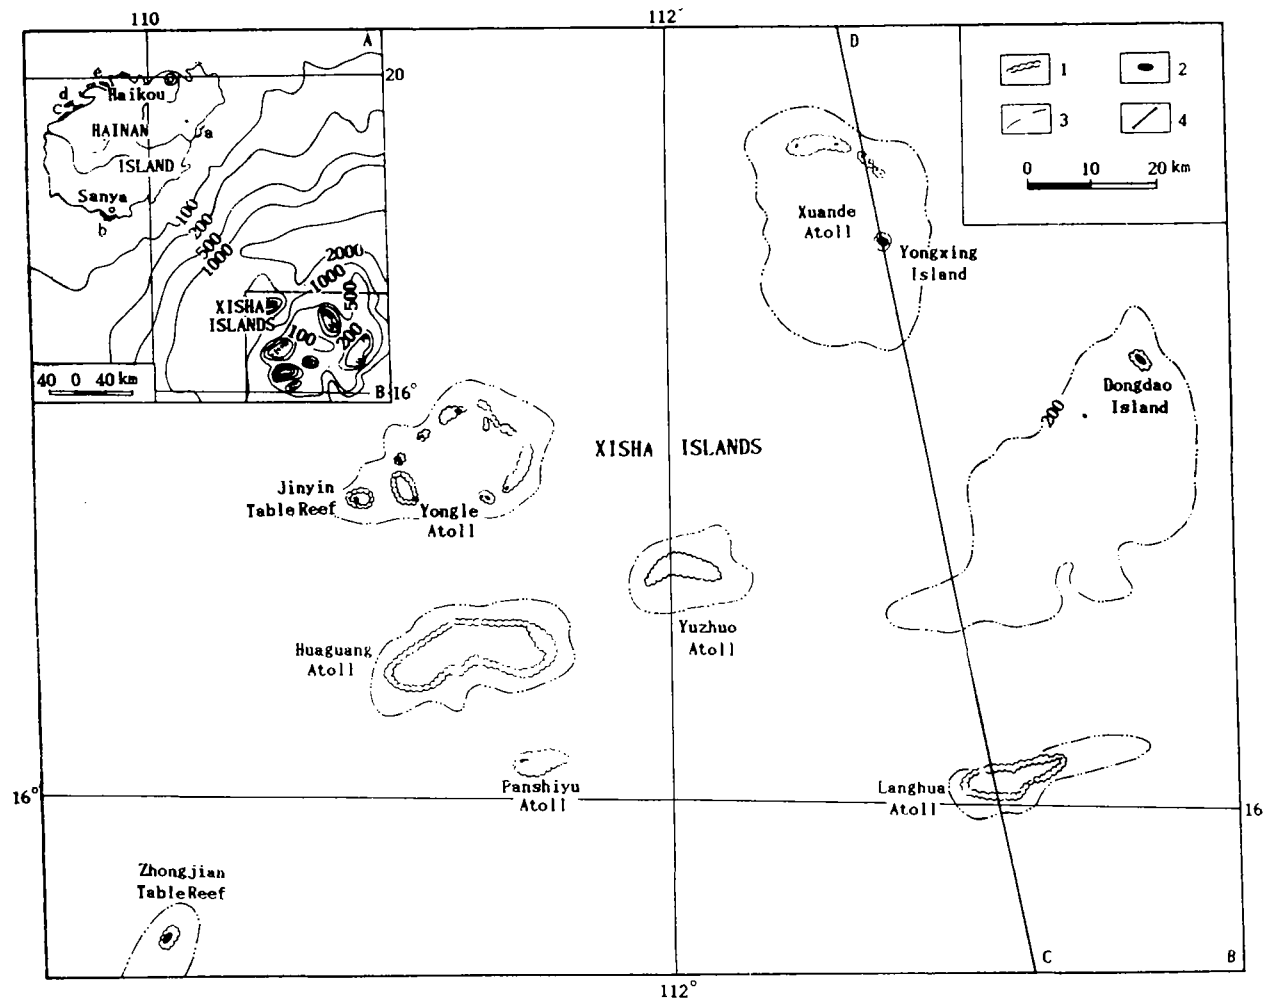 110
112°
A
20
D
1
2
3
4
0 10 20 km
e
Haikou
d
c
HAINAN
a
ISLAND
Sanya
b
100
200
500
1000
2000
1000
500
XISHA
ISLANDS
100
200
40 0 40 km
B
16°
Xuande
Atoll
Yongxing
Island
Dongdao
Island
200
XISHA ISLANDS
Jinyin
Table Reef
Yongle
Atoll
Yuzhuo
Atoll
Huaguang
Atoll
Panshiyu
Atoll
Langhua
Atoll
16°
16
Zhongjian
Table Reef
C
B
112°